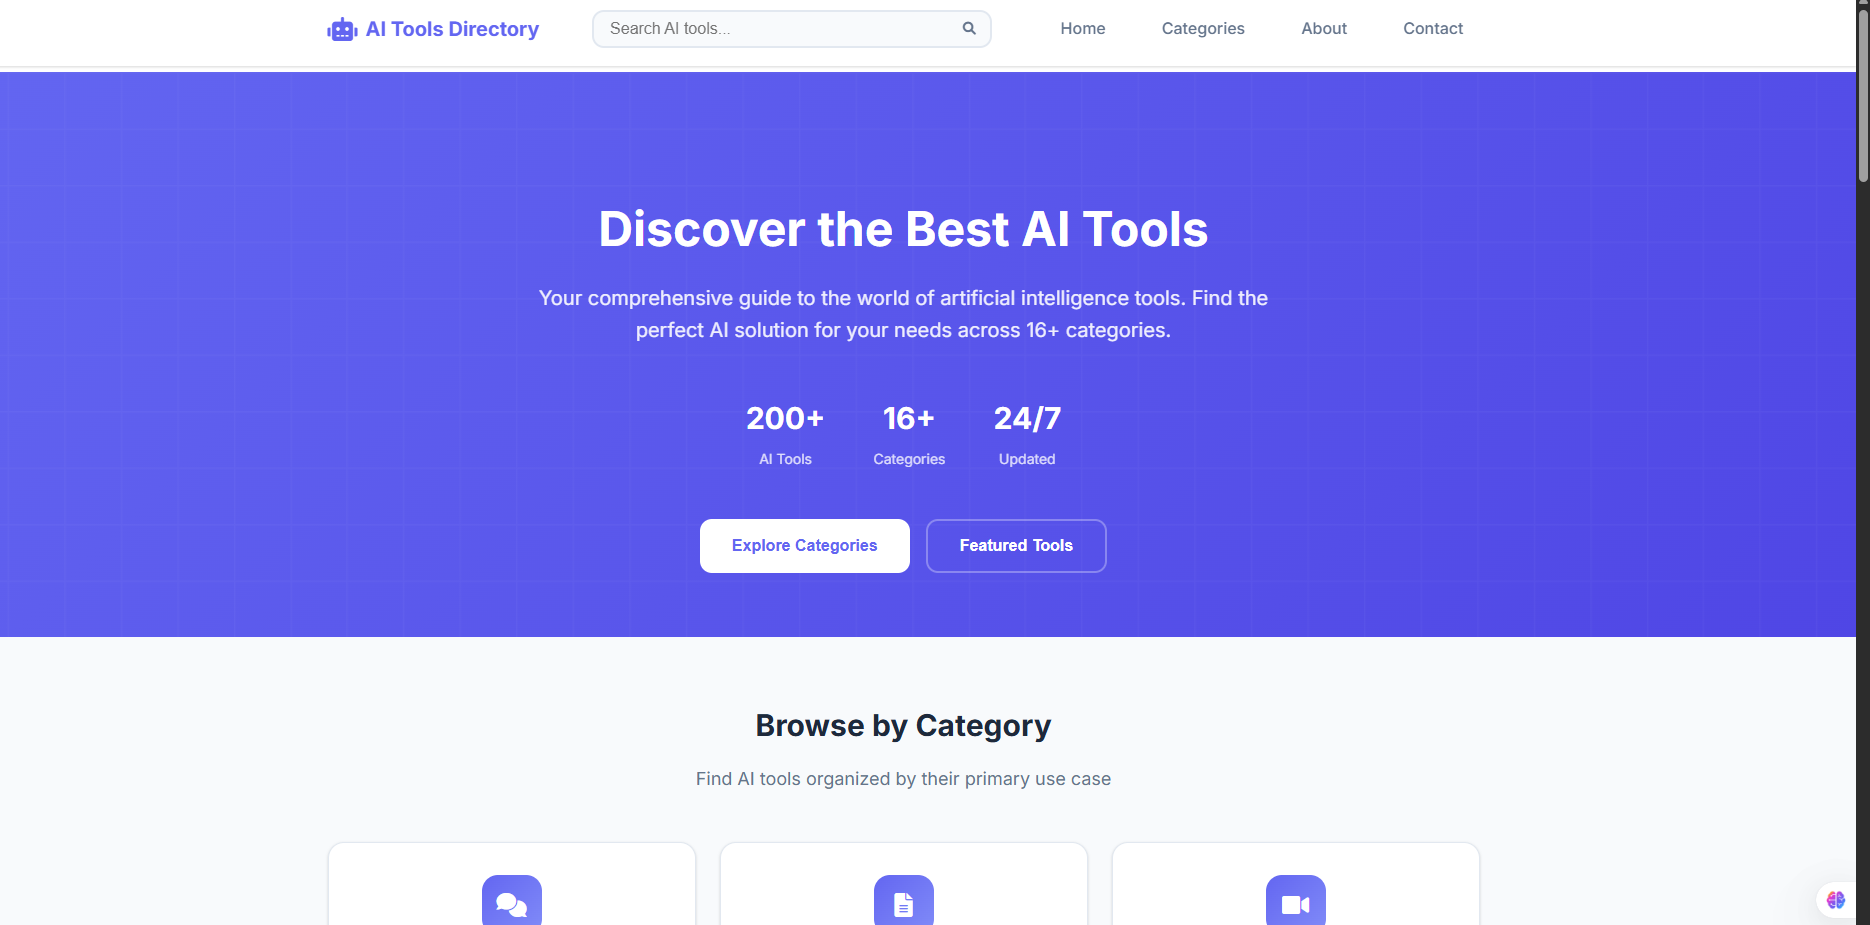 AI Tools Directory
Search AI tools...
Home
Categories
About
Contact
Discover the Best AI Tools
Your comprehensive guide to the world of artificial intelligence tools. Find the
perfect AI solution for your needs across 16+ categories.
200+
AI Tools
16+
Categories
24/7
Updated
Explore Categories
Featured Tools
Browse by Category
Find AI tools organized by their primary use case